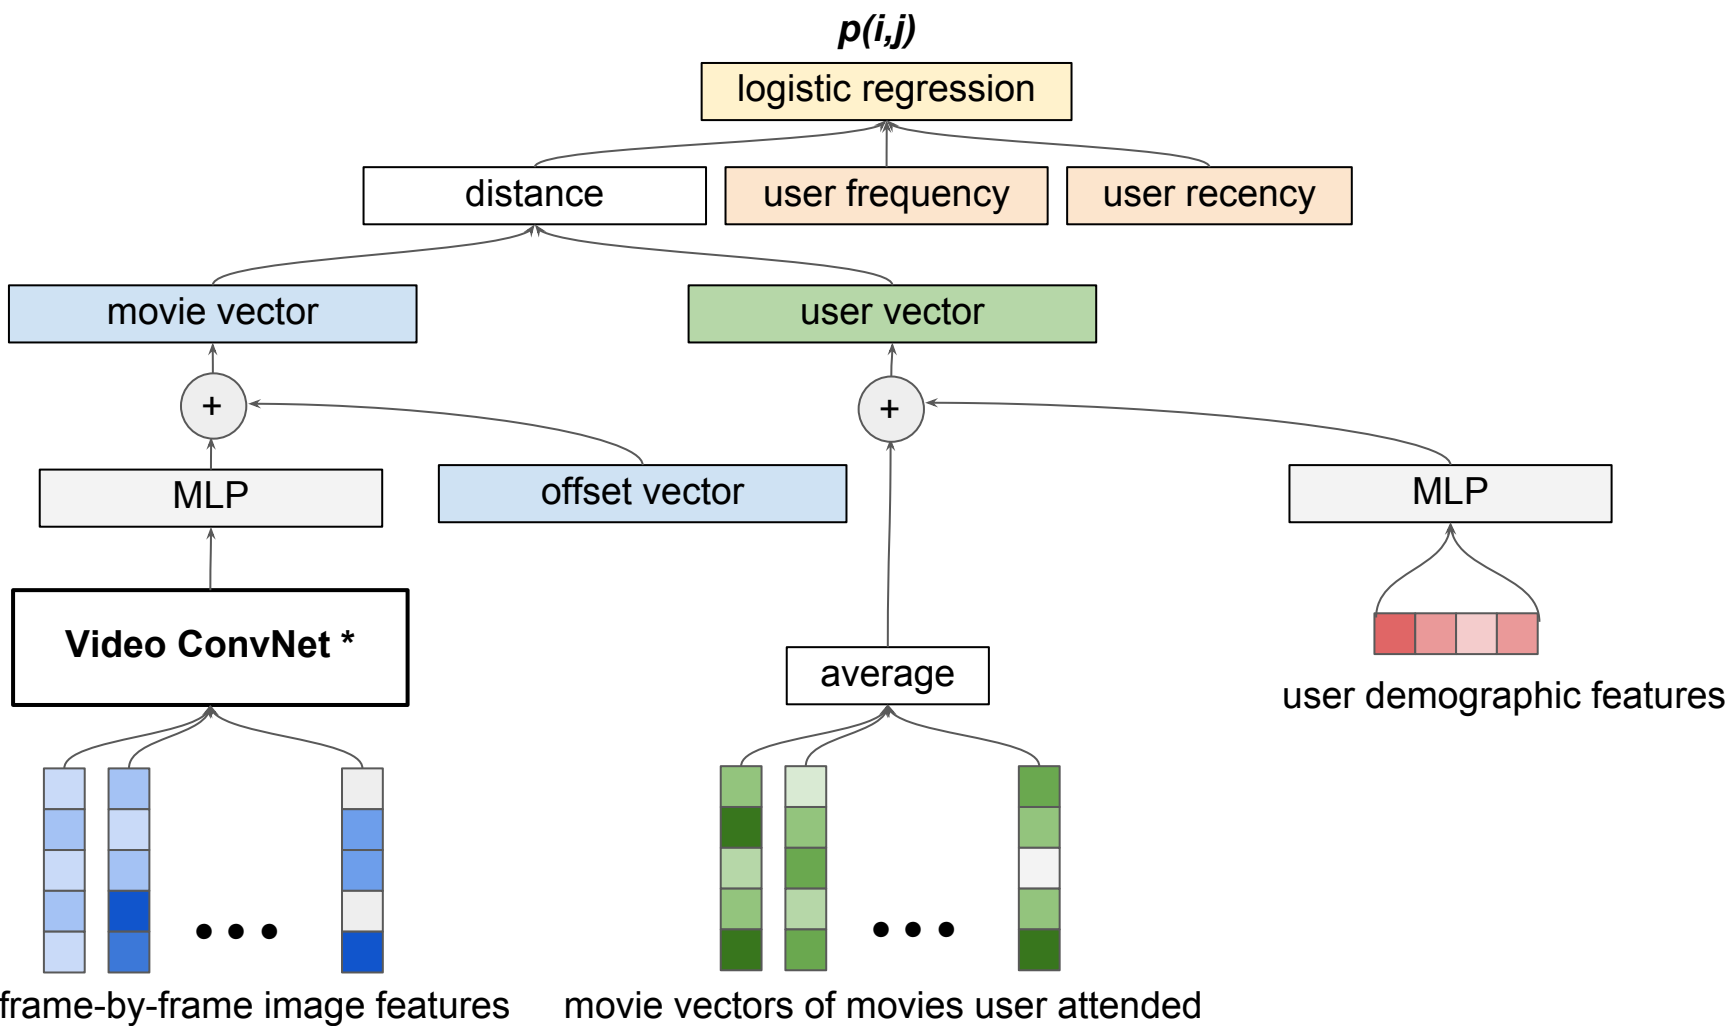 p(i,j)
logistic regression
distance
user frequency
user recency
movie vector
user vector
+
+
MLP
offset vector
MLP
Video ConvNet *
average
user demographic features
frame-by-frame image features
movie vectors of movies user attended